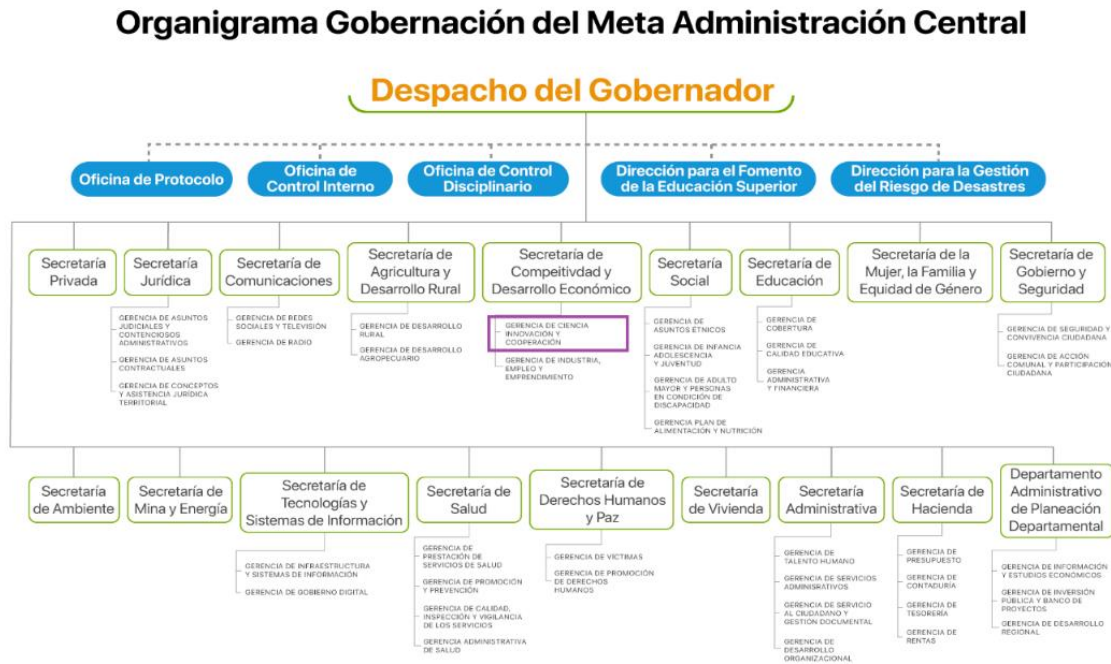 Organigrama Gobernación del Meta Administración Central
Despacho del Gobernador
Oficina de Protocolo
Oficina de
Control Interno
Oficina de Control
Disciplinario
Dirección para el Fomento
de la Educación Superior
Dirección para la Gestión
del Riesgo de Desastres
Secretaría
Privada
Secretaría
Jurídica
GERENCIA DE ASUNTOS
JUDICIALES Y
CONTENCIOSOS
ADMINISTRATIVOS
GERENCIA DE ASUNTOS
CONTRACTUALES
GERENCIA DE CONCEPTOS
Y ASISTENCIA JURÍDICA
TERRITORIAL
Secretaría de
Comunicaciones
GERENCIA DE REDES
SOCIALES Y TELEVISIÓN
GERENCIA DE RADIO
Secretaría de
Agricultura y
Desarrollo Rural
GERENCIA DE DESARROLLO
RURAL
GERENCIA DE DESARROLLO
AGROPECUARIO
Secretaría de
Compeitivdad y
Desarrollo Económico
GERENCIA DE CIENCIA
INNOVACIÓN Y
COOPERACIÓN
GERENCIA DE INDUSTRIA,
EMPLEO Y
EMPRENDIMIENTO
Secretaría
Social
GERENCIA DE
ASUNTOS ÉTNICOS
GERENCIA DE INFANCIA
ADOLESCENCIA
Y JUVENTUD
GERENCIA DE ADULTO
MAYOR Y PERSONAS
EN CONDICIÓN DE
DISCAPACIDAD
GERENCIA PLAN DE
ALIMENTACIÓN Y NUTRICIÓN
Secretaría de
Educación
GERENCIA DE
COBERTURA
GERENCIA DE
CALIDAD EDUCATIVA
GERENCIA
ADMINISTRATIVA
Y FINANCIERA
Secretaría de la
Mujer, la Familia y
Equidad de Género
Secretaría de
Gobierno y
Seguridad
GERENCIA DE SEGURIDAD Y
CONVIVENCIA CIUDADANA
GERENCIA DE ACCIÓN
COMUNAL Y PARTICIPACIÓN
CIUDADANA
Secretaría
de Ambiente
Secretaría de
Mina y Energía
Secretaría de
Tecnologías y
Sistemas de Información
GERENCIA DE INFRAESTRUCTURA
Y SISTEMAS DE INFORMACIÓN
GERENCIA DE GOBIERNO DIGITAL
Secretaría de
Salud
GERENCIA DE
PRESTACIÓN DE
SERVICIOS DE SALUD
GERENCIA DE PROMOCIÓN
Y PREVENCIÓN
GERENCIA DE CALIDAD,
INSPECCIÓN Y VIGILANCIA
DE LOS SERVICIOS
GERENCIA ADMINISTRATIVA
DE SALUD
Secretaría de
Derechos Humanos
y Paz
GERENCIA DE VÍCTIMAS
GERENCIA DE PROMOCIÓN
DE DERECHOS
HUMANOS
Secretaría
de Vivienda
Secretaría
Administrativa
GERENCIA DE
TALENTO HUMANO
GERENCIA DE SERVICIOS
ADMINISRATIVOS
GERENCIA DE SERVICIO
AL CIUDADANO Y
GESTIÓN DOCUMENTAL
GERENCIA DE
DESARROLLO
ORGANIZACIONAL
Secretaría
de Hacienda
GERENCIA DE
PRESUPUESTO
GERENCIA DE
CONTADURÍA
GERENCIA DE
TESORERÍA
GERENCIA DE
RENTAS
Departamento
Administrativo
de Planeación
Departamental
GERENCIA DE INFORMACIÓN
Y ESTUDIOS ECONÓMICOS
GERENCIA DE INVERSIÓN
PÚBLICA Y BANCO DE
PROYECTOS
GERENCIA DE DESARROLLO
REGIONAL